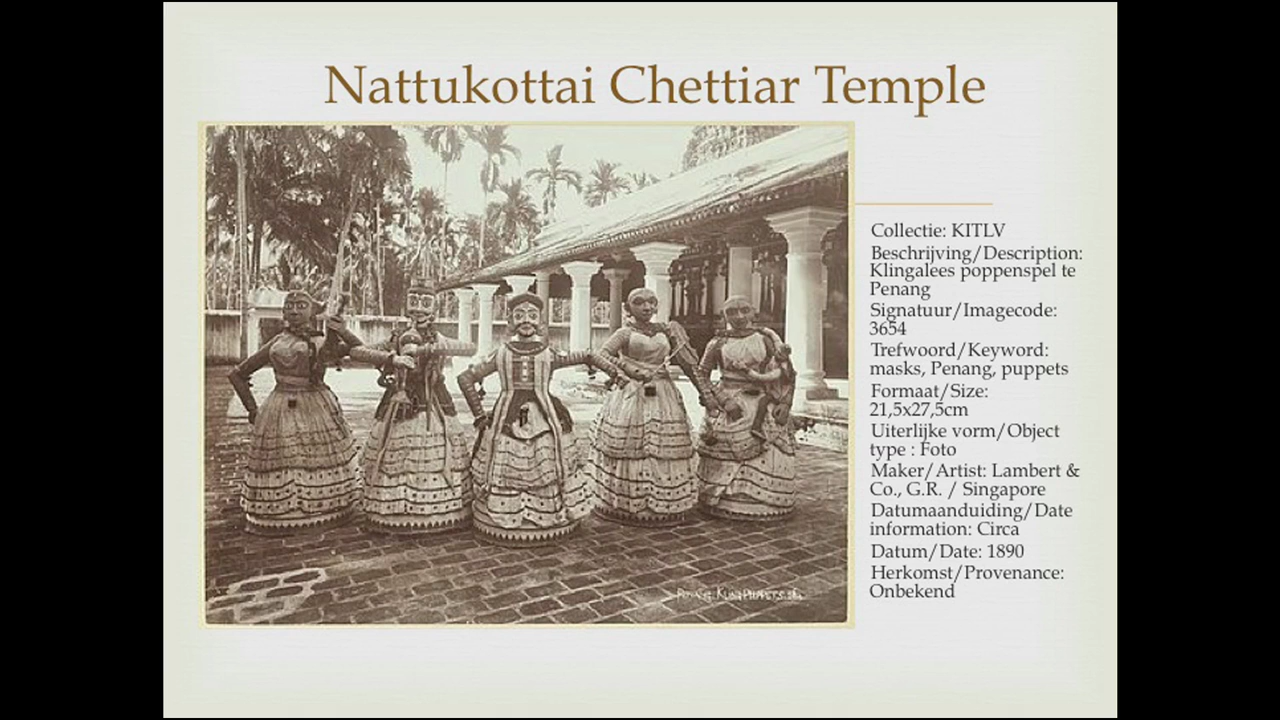 Nattukottai Chettiar Temple
Collectie: KITLV
Beschrijving/Description:
Klingalees poppenspel te
Penang
Signatuur/Imagecode:
3654
Trefwoord/Keyword:
masks, Penang, puppets
Formaat/Size:
21,5x27,5cm
Uiterlijke vorm/Object
type : Foto
Maker/Artist: Lambert &
Co., G.R. / Singapore
Datumaanduiding/Date
information: Circa
Datum/Date: 1890
Herkomst/Provenance:
Onbekend